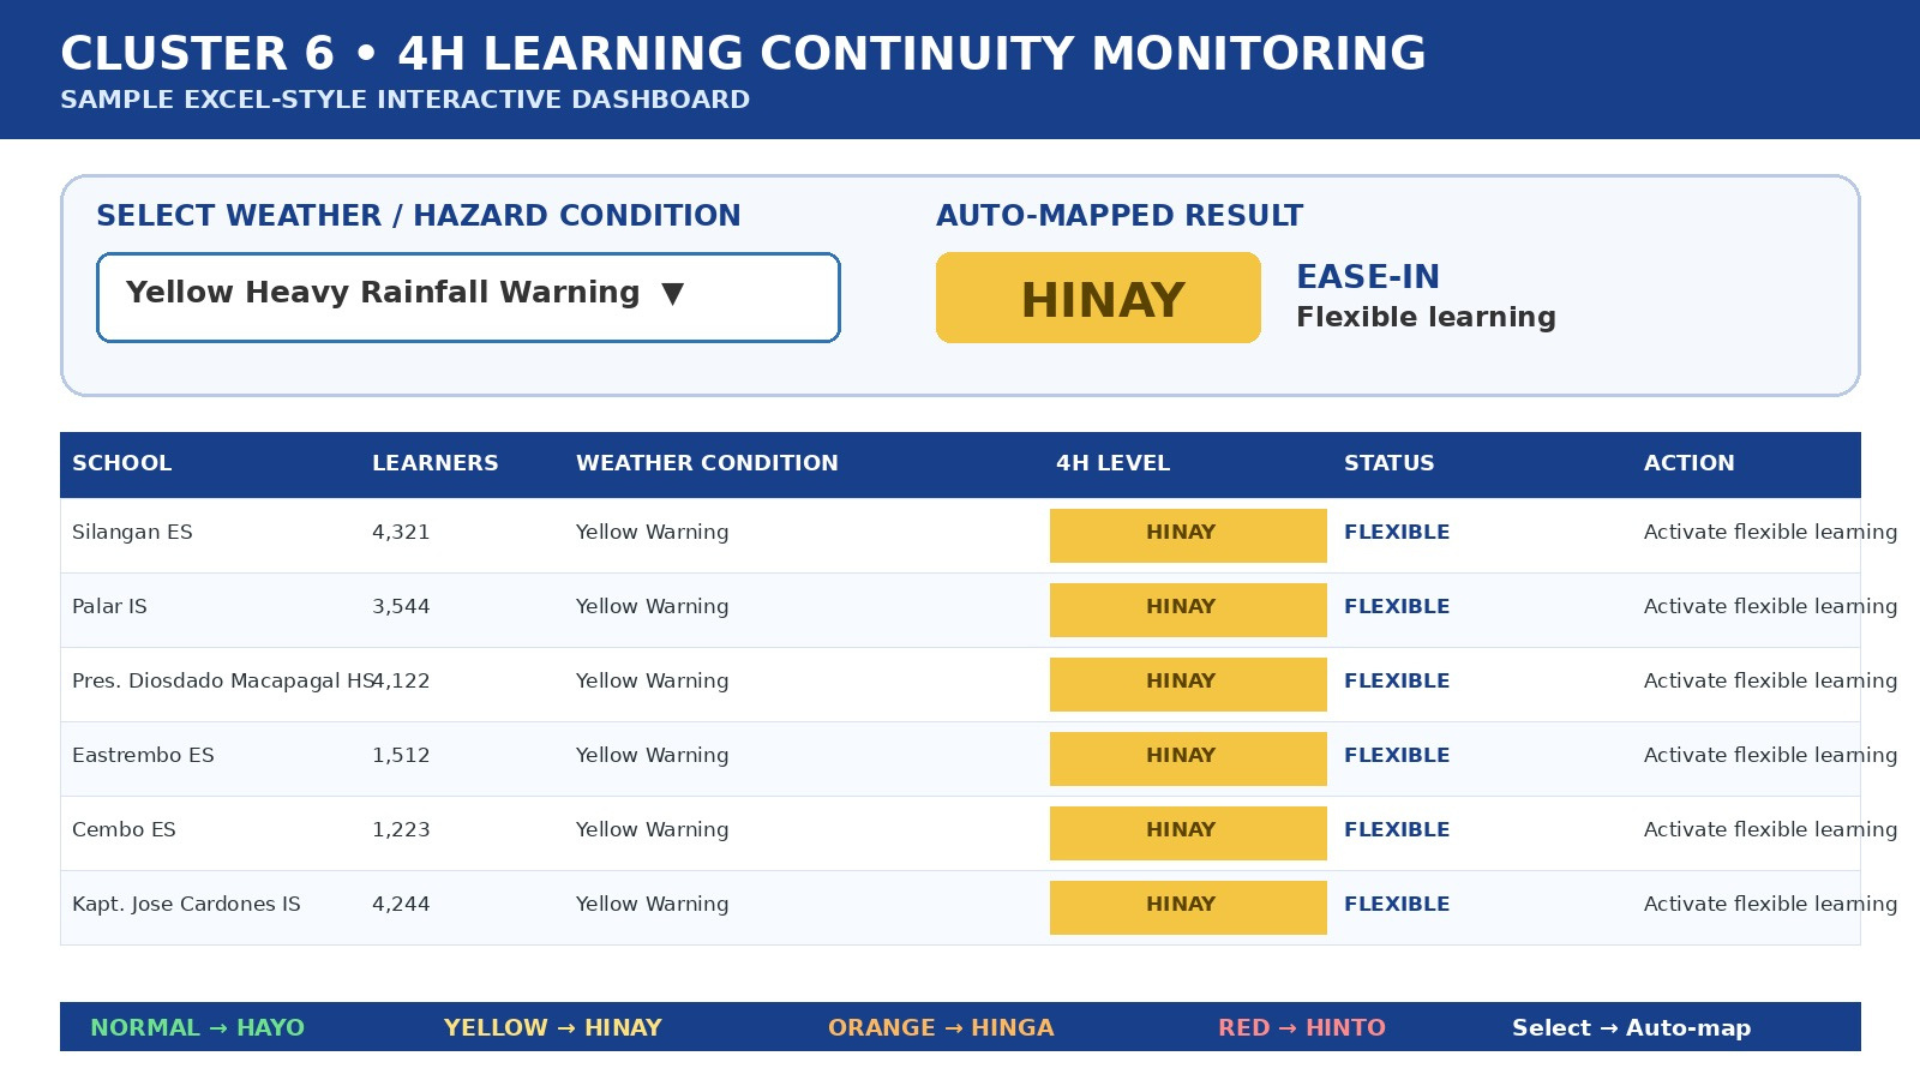 CLUSTER 6 • 4H LEARNING CONTINUITY MONITORING
SAMPLE EXCEL-STYLE INTERACTIVE DASHBOARD
SELECT WEATHER / HAZARD CONDITION
Yellow Heavy Rainfall Warning ▼
AUTO-MAPPED RESULT
HINAY
EASE-IN
Flexible learning
SCHOOL LEARNERS WEATHER CONDITION 4H LEVEL STATUS ACTION
Silangan ES 4,321 Yellow Warning HINAY FLEXIBLE Activate flexible learning
Palar IS 3,544 Yellow Warning HINAY FLEXIBLE Activate flexible learning
Pres. Diosdado Macapagal HS 4,122 Yellow Warning HINAY FLEXIBLE Activate flexible learning
Eastrembo ES 1,512 Yellow Warning HINAY FLEXIBLE Activate flexible learning
Cembo ES 1,223 Yellow Warning HINAY FLEXIBLE Activate flexible learning
Kapt. Jose Cardones IS 4,244 Yellow Warning HINAY FLEXIBLE Activate flexible learning
NORMAL → HAYO YELLOW → HINAY ORANGE → HINGA RED → HINTO Select → Auto-map